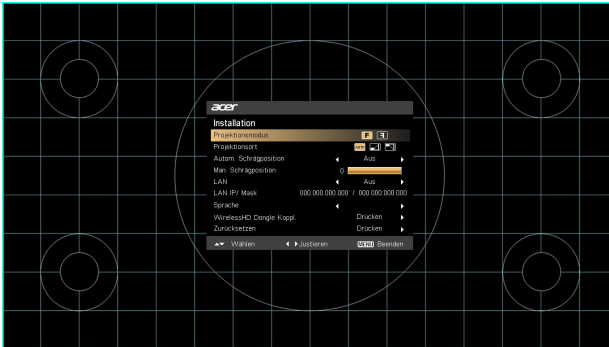 acer
Installation
Projektionsmodus F F
Projektionsort AUTO
Autom. Schrägposition Aus
Man. Schrägposition 0
LAN Aus
LAN IP/ Mask 000.000.000.000 / 000.000.000.000
Sprache
WirelessHD Dongle Koppl. Drücken
Zurücksetzen Drücken
Wählen Justieren MENU Beenden